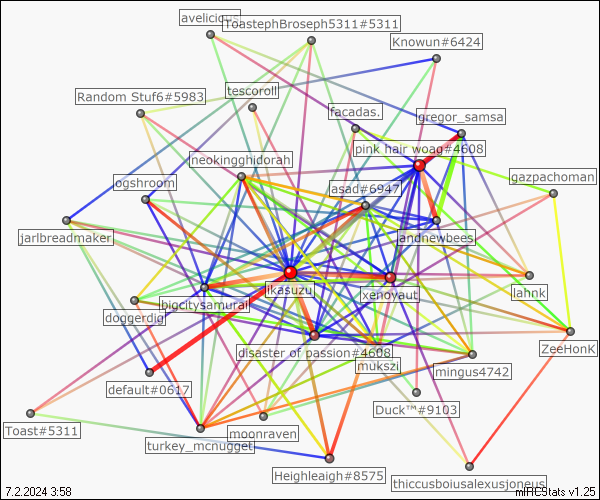 avelicious
ToastephBroseph5311#5311
Knowun#6424
Random Stuf6#5983
tescoroll
facadas.
gregor_samsa
pink hair woag#4608
neokingghidorah
asad#6947
gazpachoman
ogshroom
jarlbreadmaker
andnewbees
ikasuzu
xenoyaut
lahnk
bigcitysamurai
doggerdig
disaster of passion#4608
mukszi
mingus4742
ZeeHonK
default#0617
Toast#5311
turkey_mcnugget
moonraven
Duck™#9103
Heighleaigh#8575
thiccusboiusalexusjoneus
7.2.2024 3:58
mIRCStats v1.25